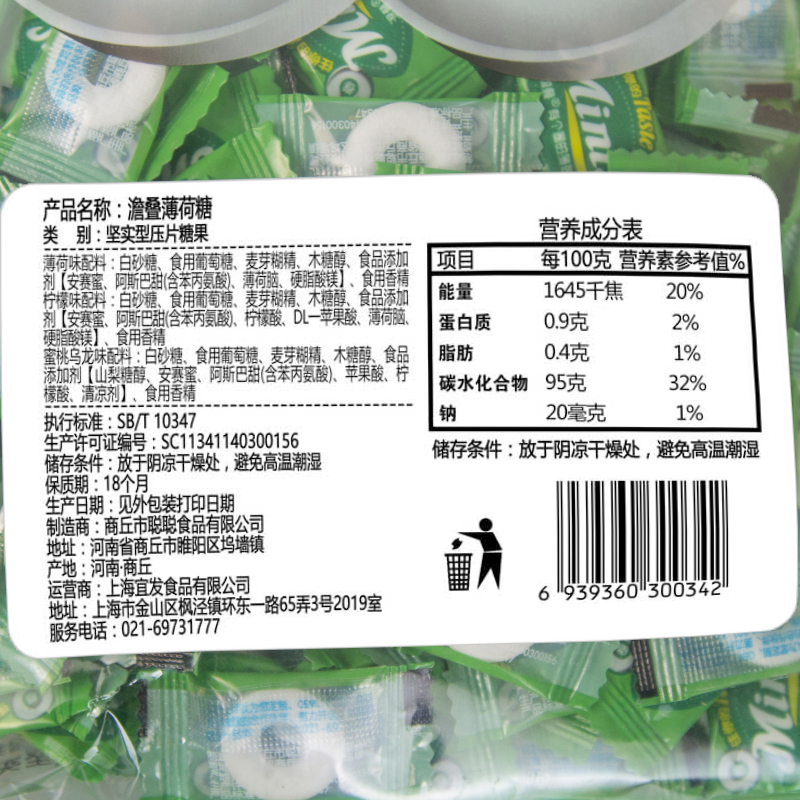 产品名称：澹叠薄荷糖
类 别：坚实型压片糖果
薄荷味配料：白砂糖、食用葡萄糖、麦芽糊精、木糖醇、食品添加
剂【安赛蜜、阿斯巴甜(含苯丙氨酸)、薄荷脑、硬脂酸镁】、食用香精
柠檬味配料：白砂糖、食用葡萄糖、麦芽糊精、木糖醇、食品添加
剂【安赛蜜、阿斯巴甜(含苯丙氨酸)、柠檬酸、DL一苹果酸、薄荷脑、
硬脂酸镁】、食用香精
蜜桃乌龙味配料：白砂糖、食用葡萄糖、麦芽糊精、木糖醇、食品
添加剂【山梨糖醇、安赛蜜、阿斯巴甜(含苯丙氨酸)、苹果酸、柠
檬酸、清凉剂】、食用香精
执行标准：SB/T 10347
生产许可证编号：SC11341140300156
储存条件：放于阴凉干燥处，避免高温潮湿
保质期：18个月
生产日期：见外包装打印日期
制造商：商丘市聪聪食品有限公司
地址：河南省商丘市睢阳区坞墙镇
产地：河南·商丘
运营商：上海宜发食品有限公司
地址：上海市金山区枫泾镇环东一路65弄3号2019室
服务电话：021-69731777
营养成分表
项目 每100克 营养素参考值%
能量 1645千焦 20%
蛋白质 0.9克 2%
脂肪 0.4克 1%
碳水化合物 95克 32%
钠 20毫克 1%
储存条件：放于阴凉干燥处，避免高温潮湿
6 939360 300342